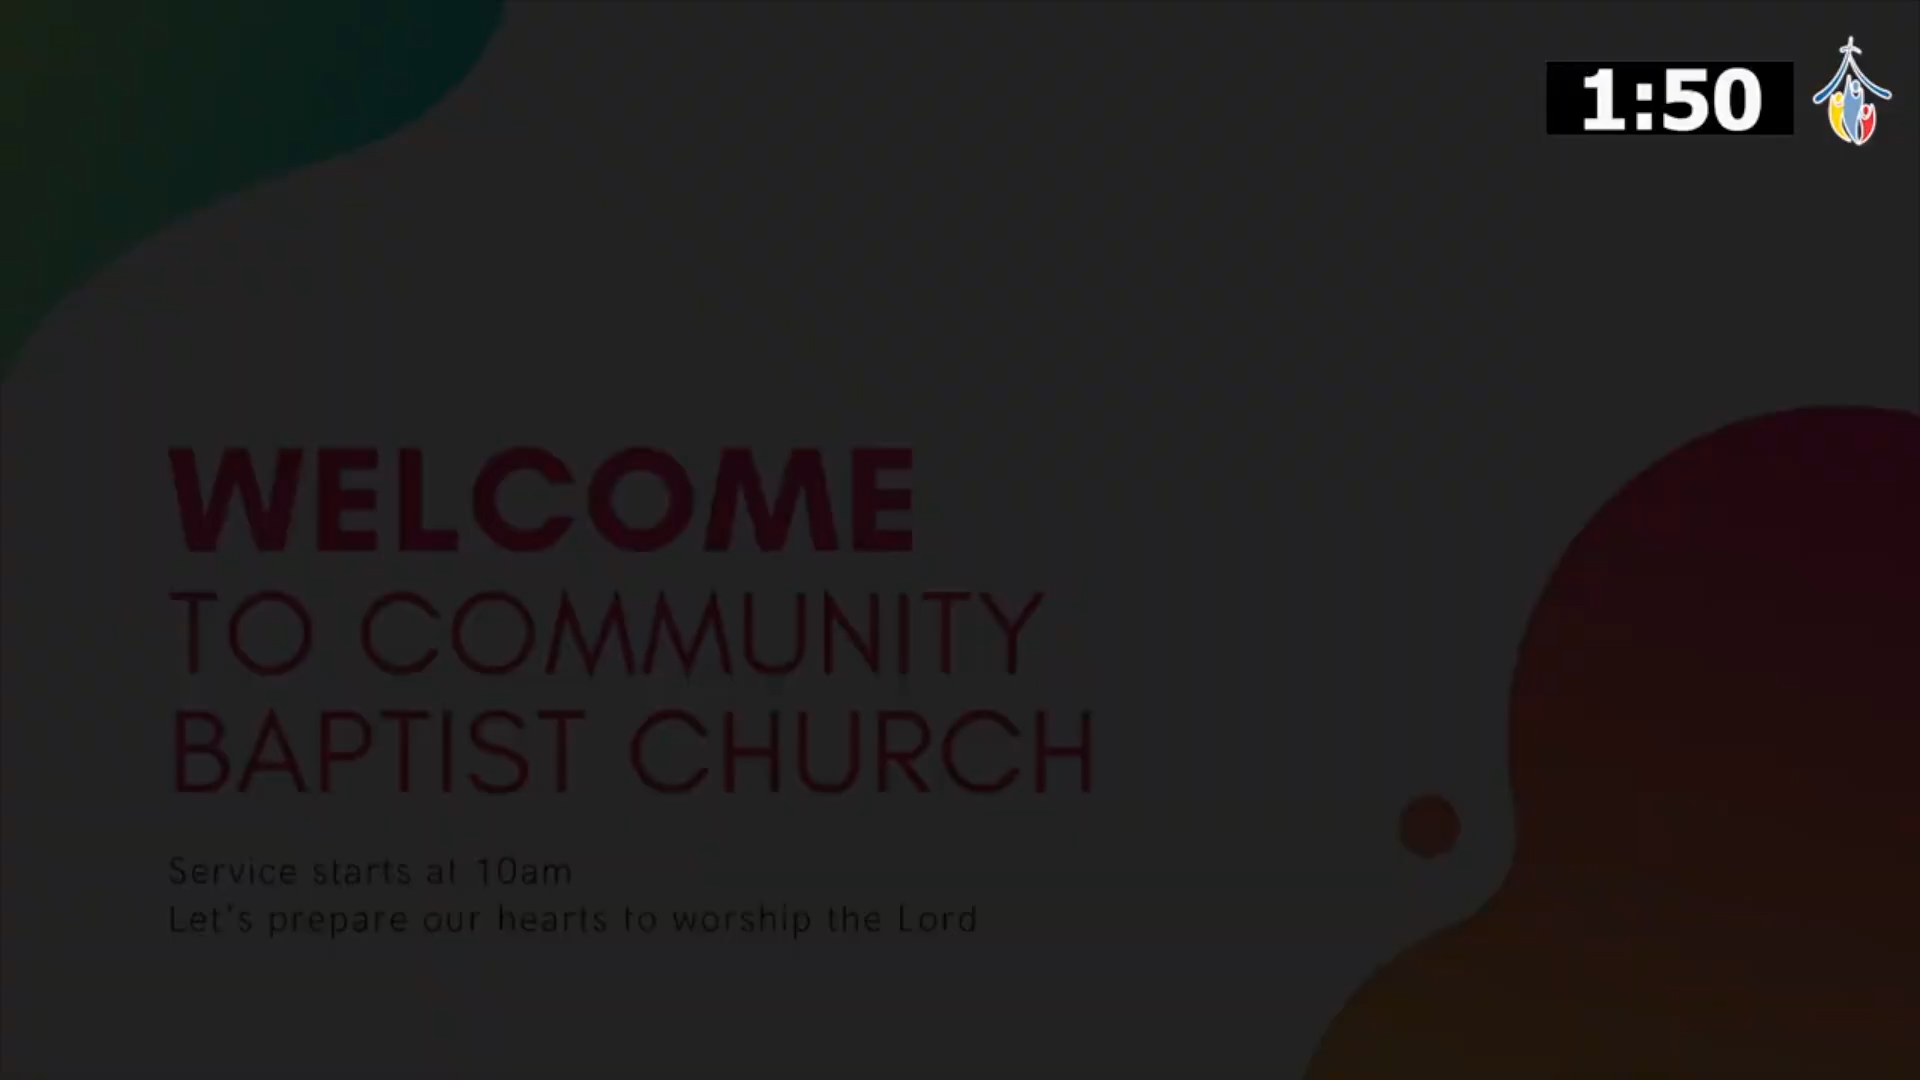 1:50
WELCOME
TO COMMUNITY
BAPTIST CHURCH
Service starts at 10am
Let's prepare our hearts to worship the Lord